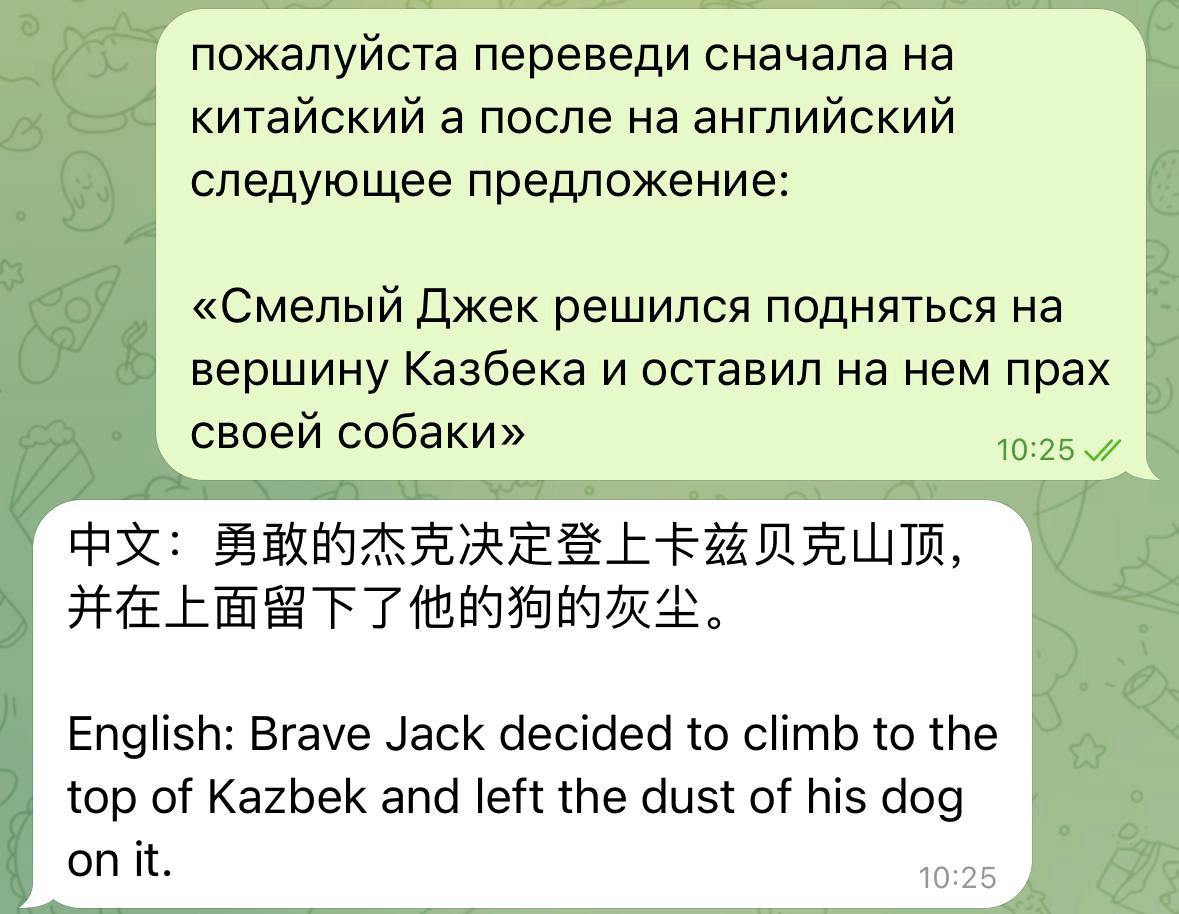 пожалуйста переведи сначала на
китайский а после на английский
следующее предложение:
«Смелый Джек решился подняться на
вершину Казбека и оставил на нем прах
своей собаки»
10:25
中文：勇敢的杰克决定登上卡兹贝克山顶，
并在上面留下了他的狗的灰尘。
English: Brave Jack decided to climb to the
top of Kazbek and left the dust of his dog
on it.
10:25